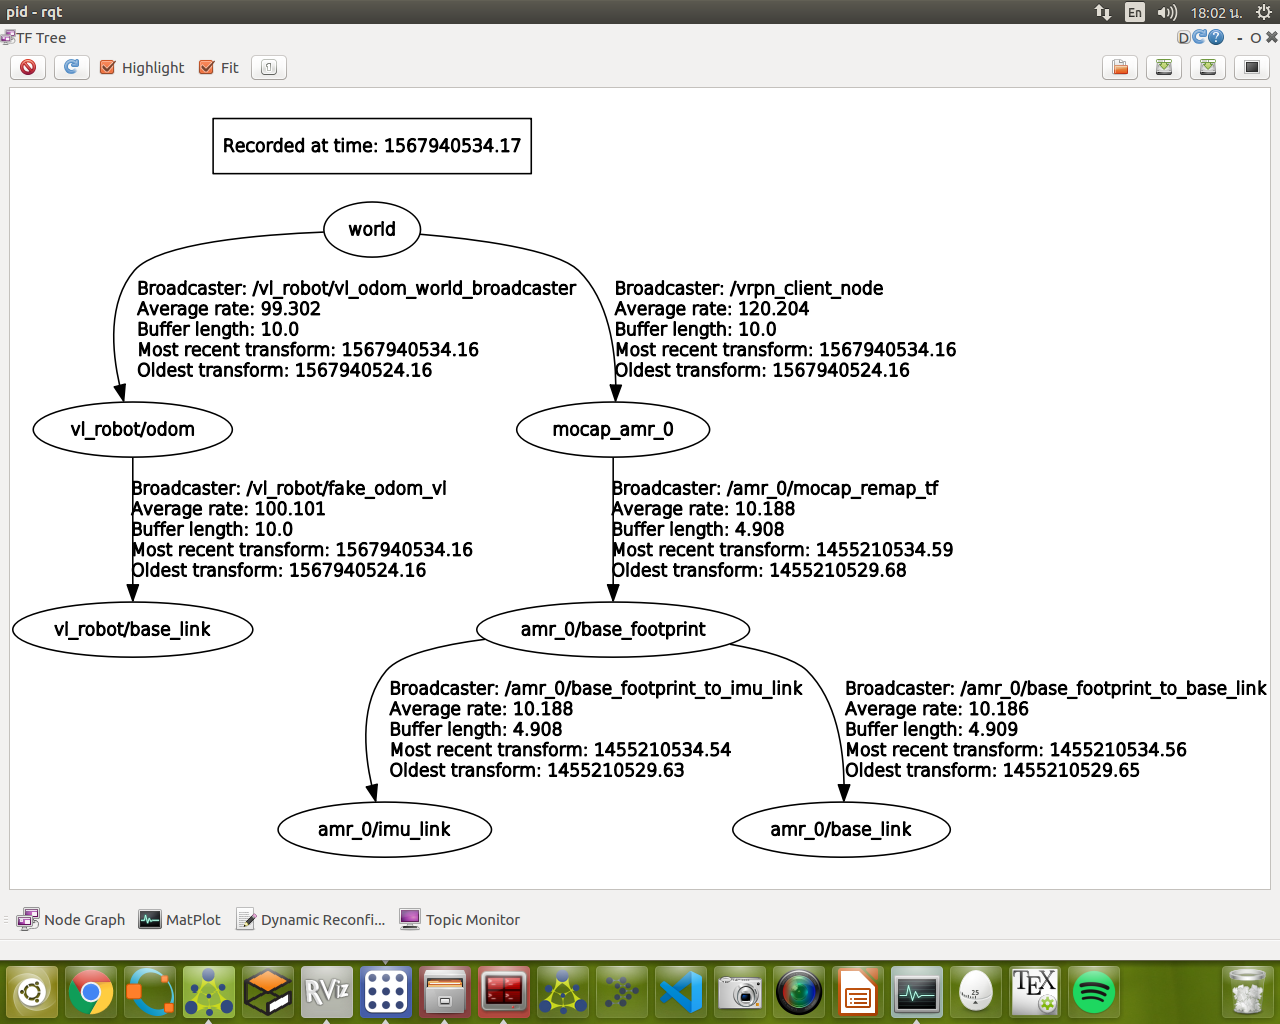 pid - rqt
En
18:02 น.
TF Tree
D
- O
Highlight
Fit
Recorded at time: 1567940534.17
world
Broadcaster: /vl_robot/vl_odom_world_broadcaster
Average rate: 99.302
Buffer length: 10.0
Most recent transform: 1567940534.16
Oldest transform: 1567940524.16
Broadcaster: /vrpn_client_node
Average rate: 120.204
Buffer length: 10.0
Most recent transform: 1567940534.16
Oldest transform: 1567940524.16
vl_robot/odom
mocap_amr_0
Broadcaster: /vl_robot/fake_odom_vl
Average rate: 100.101
Buffer length: 10.0
Most recent transform: 1567940534.16
Oldest transform: 1567940524.16
Broadcaster: /amr_0/mocap_remap_tf
Average rate: 10.188
Buffer length: 4.908
Most recent transform: 1455210534.59
Oldest transform: 1455210529.68
vl_robot/base_link
amr_0/base_footprint
Broadcaster: /amr_0/base_footprint_to_imu_link
Average rate: 10.188
Buffer length: 4.908
Most recent transform: 1455210534.54
Oldest transform: 1455210529.63
Broadcaster: /amr_0/base_footprint_to_base_link
Average rate: 10.186
Buffer length: 4.909
Most recent transform: 1455210534.56
Oldest transform: 1455210529.65
amr_0/imu_link
amr_0/base_link
Node Graph
MatPlot
Dynamic Reconfi...
Topic Monitor
RViz
25
TEX